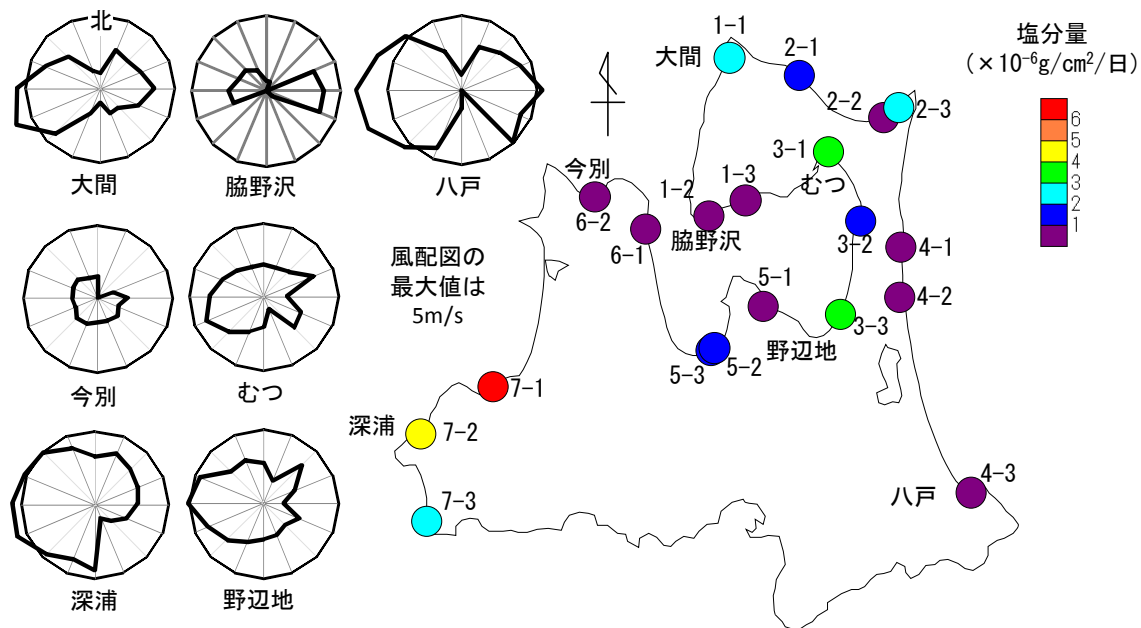 北
大間
脇野沢
八戸
今別
むつ
深浦
野辺地
風配図の
最大値は
5m/s
大間
1-1
2-1
2-2
2-3
3-1
むつ
今別
6-2
6-1
1-2
1-3
脇野沢
3-2
4-1
4-2
5-1
3-3
野辺地
5-3
5-2
7-1
深浦
7-2
7-3
八戸
4-3
塩分量
(×10⁻⁶g/cm²/日)
6
5
4
3
2
1